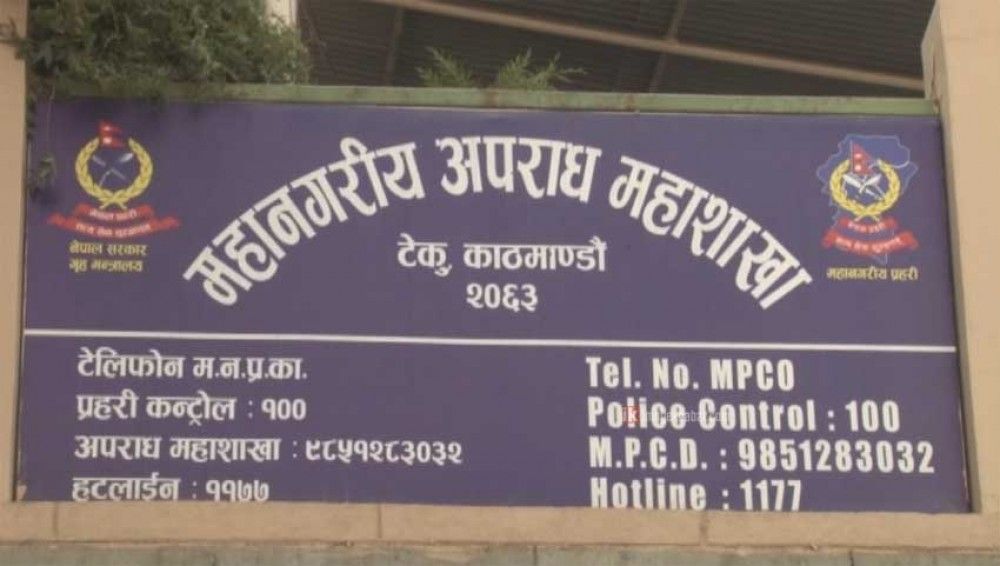 महानगरीय अपराध महाशाखा
टेकु, काठमाण्डौ
२०६३
नेपाल सरकार
गृह मन्त्रालय
महानगरीय प्रहरी
टेलिफोन म.न.प्र.का.
प्रहरी कन्ट्रोल : १००
अपराध महाशाखा : ९८५१२८३०३२
हटलाईन : ११७७
Tel. No. MPCO
Police Control : 100
M.P.C.D. : 9851283032
Hotline : 1177